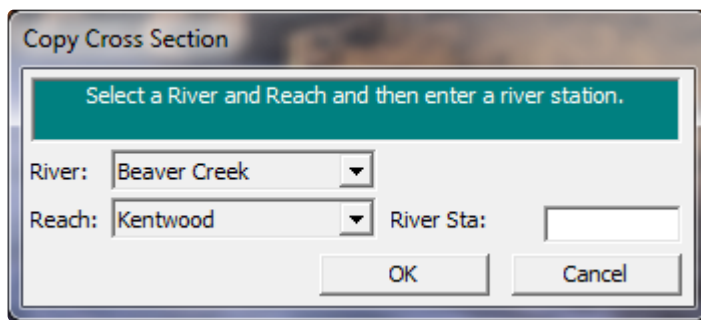 Copy Cross Section
Select a River and Reach and then enter a river station.
River: Beaver Creek
Reach: Kentwood River Sta:
OK Cancel